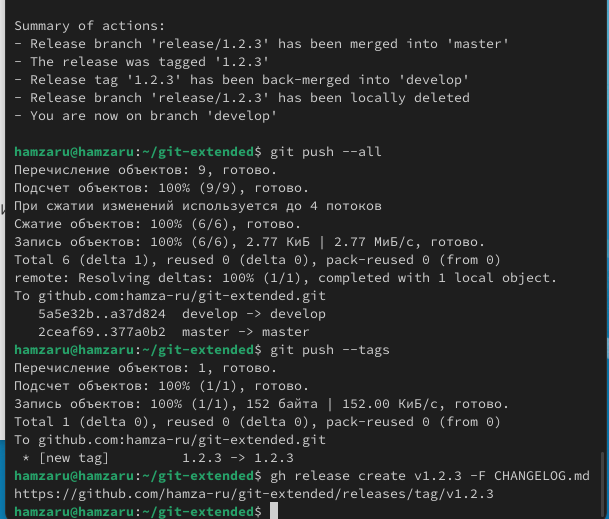 Summary of actions:
- Release branch 'release/1.2.3' has been merged into 'master'
- The release was tagged '1.2.3'
- Release tag '1.2.3' has been back-merged into 'develop'
- Release branch 'release/1.2.3' has been locally deleted
- You are now on branch 'develop'
hamzaru@hamzaru:~/git-extended$ git push --all
Перечисление объектов: 9, готово.
Подсчет объектов: 100% (9/9), готово.
При сжатии изменений используется до 4 потоков
Сжатие объектов: 100% (6/6), готово.
Запись объектов: 100% (6/6), 2.77 КиБ | 2.77 МиБ/с, готово.
Total 6 (delta 1), reused 0 (delta 0), pack-reused 0 (from 0)
remote: Resolving deltas: 100% (1/1), completed with 1 local object.
To github.com:hamza-ru/git-extended.git
   5a5e32b..a37d824  develop -> develop
   2ceaf69..377a0b2  master -> master
hamzaru@hamzaru:~/git-extended$ git push --tags
Перечисление объектов: 1, готово.
Подсчет объектов: 100% (1/1), готово.
Запись объектов: 100% (1/1), 152 байта | 152.00 КиБ/с, готово.
Total 1 (delta 0), reused 0 (delta 0), pack-reused 0 (from 0)
To github.com:hamza-ru/git-extended.git
 * [new tag]         1.2.3 -> 1.2.3
hamzaru@hamzaru:~/git-extended$ gh release create v1.2.3 -F CHANGELOG.md
https://github.com/hamza-ru/git-extended/releases/tag/v1.2.3
hamzaru@hamzaru:~/git-extended$